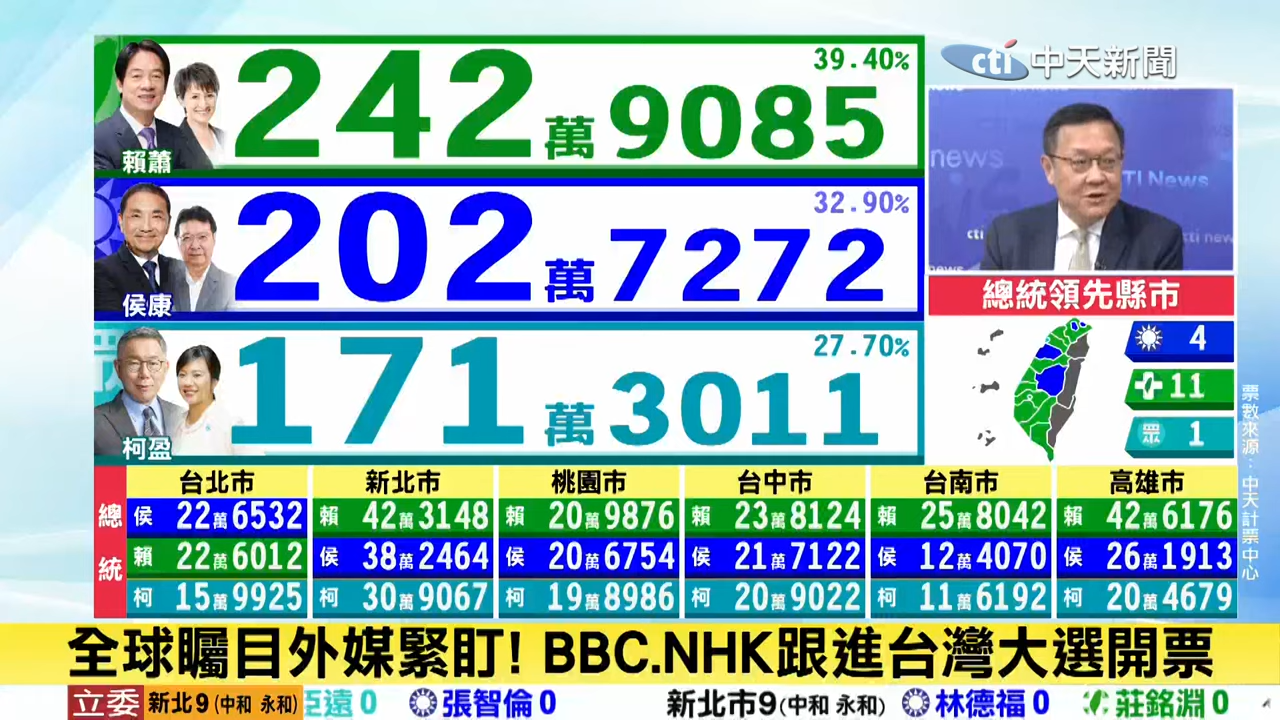 39.40%
242萬9085
賴蕭
32.90%
202萬7272
侯康
27.70%
171萬3011
柯盈
cti 中天新聞
news
TI News
cti
cti new
news
總統領先縣市
4
11
眾 1
票數來源：中天計票中心
總統
台北市
侯 22萬6532
賴 22萬6012
柯 15萬9925
新北市
賴 42萬3148
侯 38萬2464
柯 30萬9067
桃園市
賴 20萬9876
侯 20萬6754
柯 19萬8986
台中市
賴 23萬8124
侯 21萬7122
柯 20萬9022
台南市
賴 25萬8042
侯 12萬4070
柯 11萬6192
高雄市
賴 42萬6176
侯 26萬1913
柯 20萬4679
全球矚目外媒緊盯! BBC.NHK跟進台灣大選開票
立委 新北9(中和 永和) 臣遠 0 張智倫 0 新北市9(中和 永和) 林德福 0 莊銘淵 0